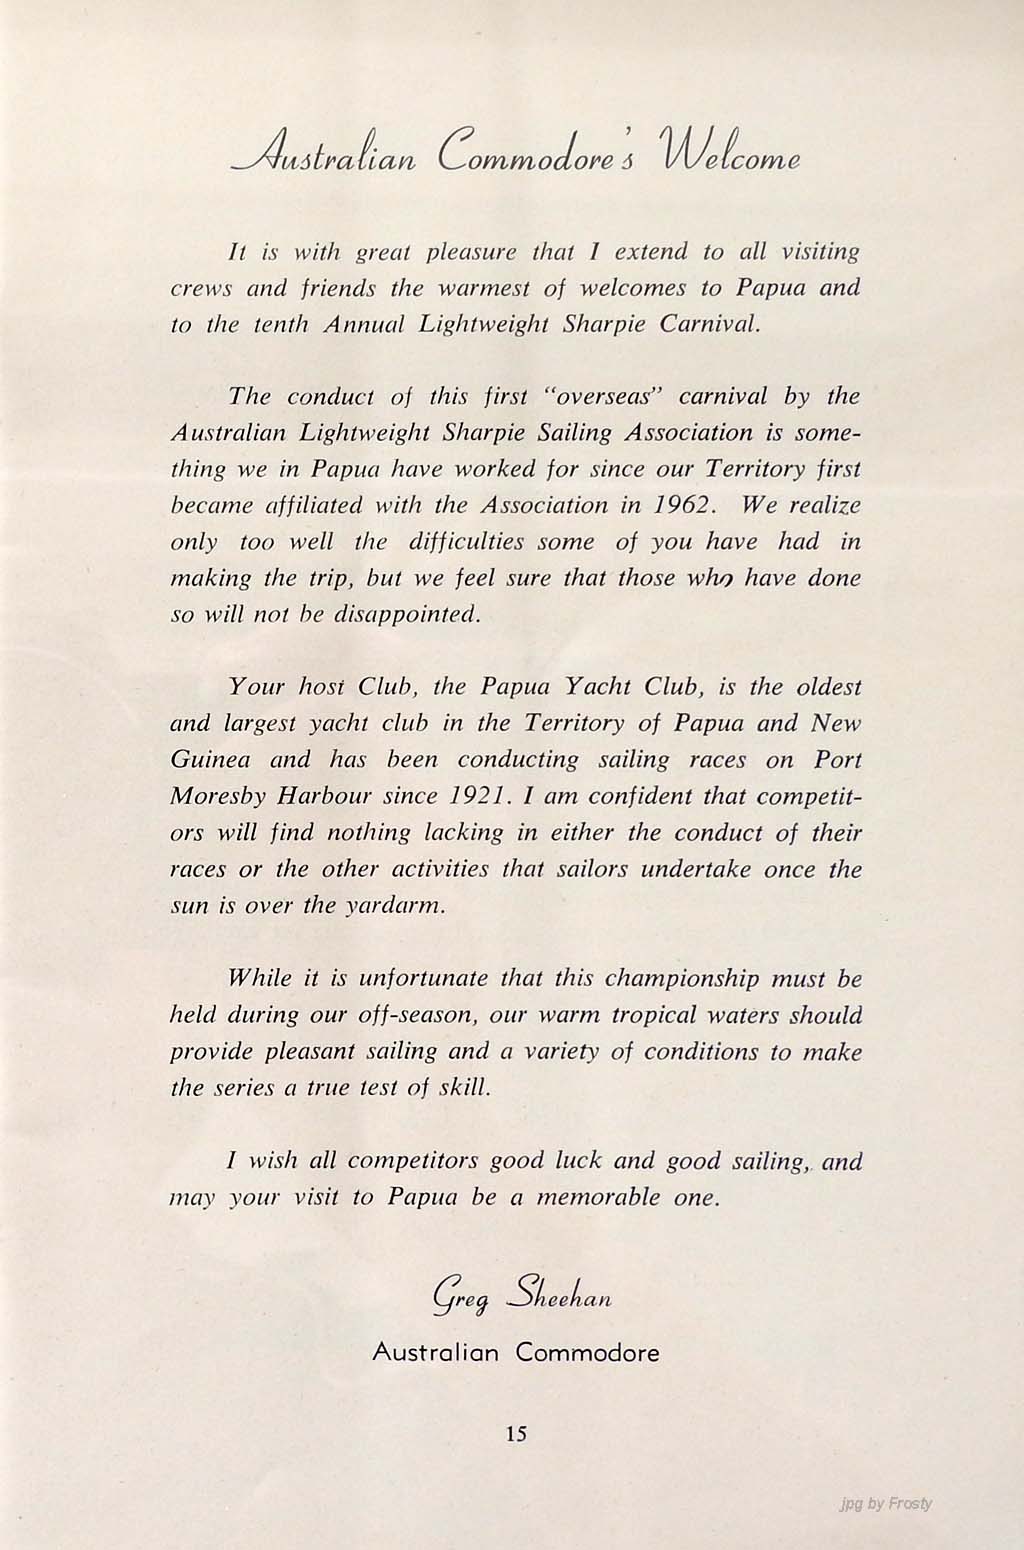 Australian Commodore's Welcome
It is with great pleasure that I extend to all visiting
crews and friends the warmest of welcomes to Papua and
to the tenth Annual Lightweight Sharpie Carnival.
The conduct of this first “overseas” carnival by the
Australian Lightweight Sharpie Sailing Association is some-
thing we in Papua have worked for since our Territory first
became affiliated with the Association in 1962. We realize
only too well the difficulties some of you have had in
making the trip, but we feel sure that those who have done
so will not be disappointed.
Your host Club, the Papua Yacht Club, is the oldest
and largest yacht club in the Territory of Papua and New
Guinea and has been conducting sailing races on Port
Moresby Harbour since 1921. I am confident that competit-
ors will find nothing lacking in either the conduct of their
races or the other activities that sailors undertake once the
sun is over the yardarm.
While it is unfortunate that this championship must be
held during our off-season, our warm tropical waters should
provide pleasant sailing and a variety of conditions to make
the series a true test of skill.
I wish all competitors good luck and good sailing, and
may your visit to Papua be a memorable one.
Greg Sheehan
Australian Commodore
15
jpg by Frosty